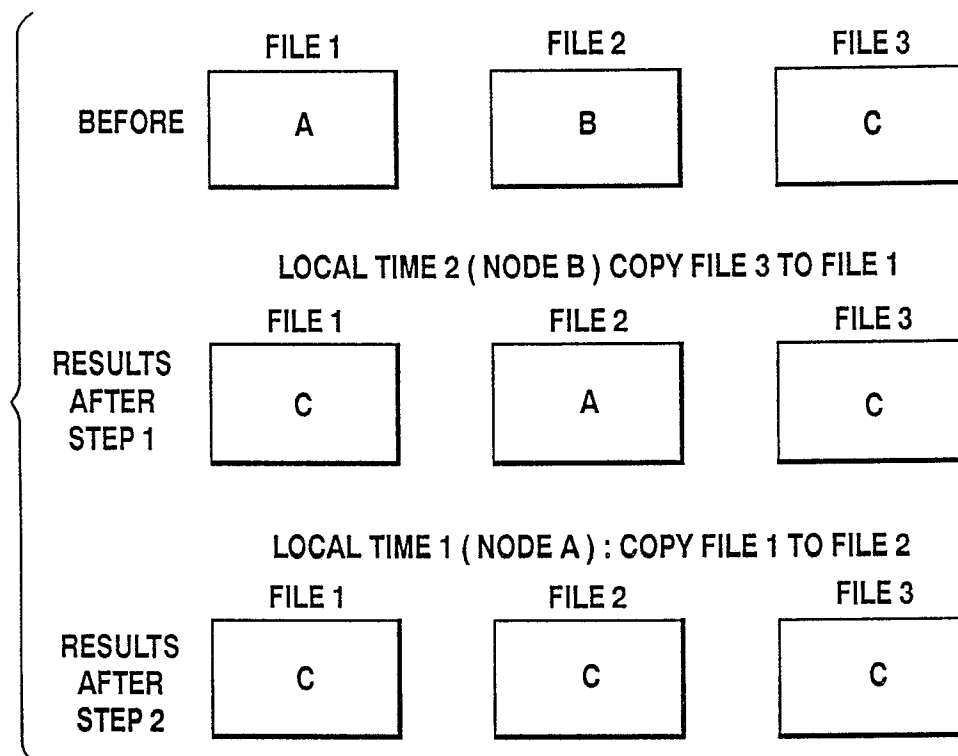 FILE 1 FILE 2 FILE 3
BEFORE A B C
LOCAL TIME 2 ( NODE B ) COPY FILE 3 TO FILE 1
FILE 1 FILE 2 FILE 3
RESULTS
AFTER C A C
STEP 1
LOCAL TIME 1 ( NODE A ) : COPY FILE 1 TO FILE 2
FILE 1 FILE 2 FILE 3
RESULTS
AFTER C C C
STEP 2